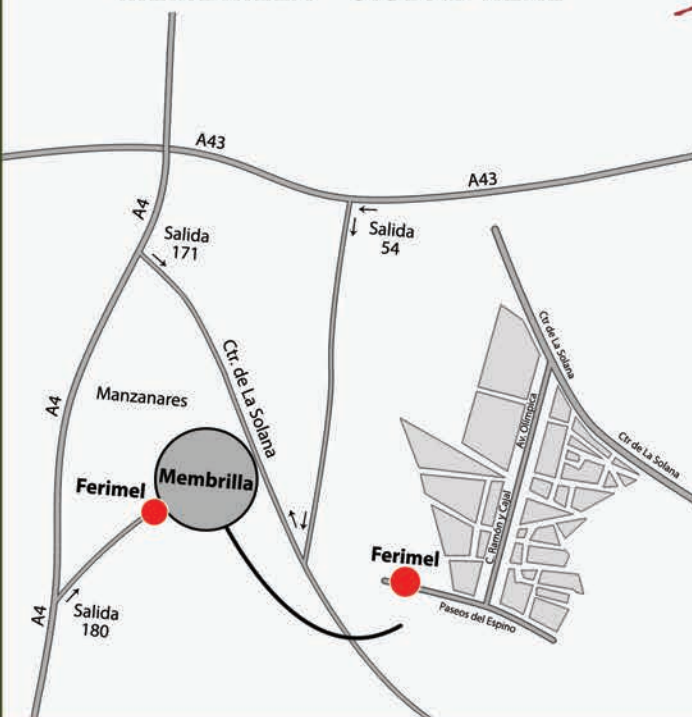 A43
A43
A4
Salida
171
Salida
54
Ctr. de La Solana
Ctr de La Solana
Manzanares
A4
Av. Olímpica
Ctr de La Solana
Membrilla
Ferimel
C. Ramón y Cajal
Ferimel
Paseos del Espino
A4
Salida
180